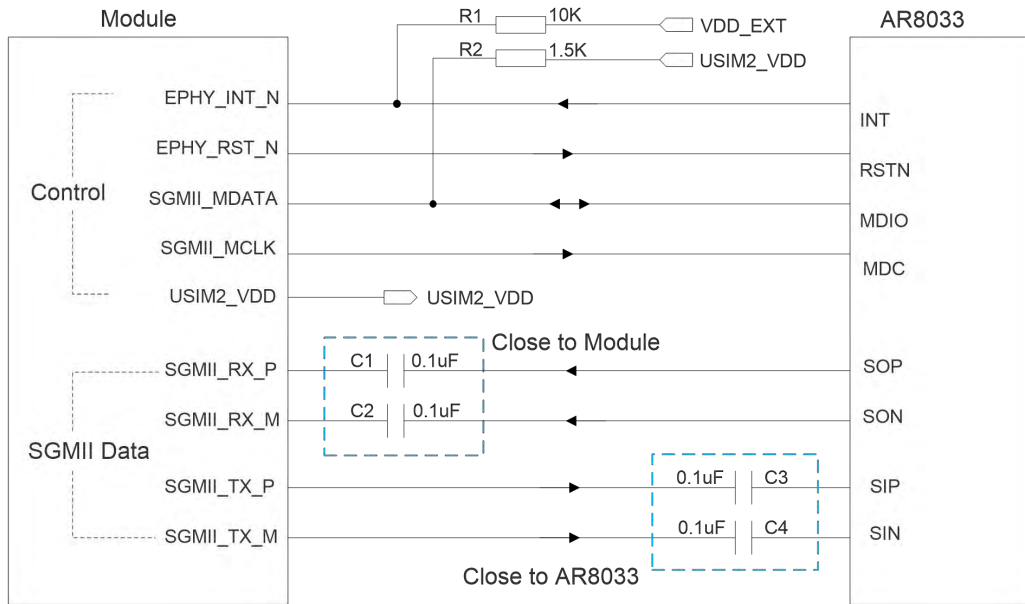 Module
R1 10K VDD_EXT AR8033
R2 1.5K USIM2_VDD
EPHY_INT_N INT
EPHY_RST_N RSTN
Control
SGMII_MDATA MDIO
SGMII_MCLK MDC
USIM2_VDD USIM2_VDD
Close to Module
SGMII_RX_P C1 0.1uF SOP
SGMII_RX_M C2 0.1uF SON
SGMII Data
SGMII_TX_P 0.1uF C3 SIP
SGMII_TX_M 0.1uF C4 SIN
Close to AR8033